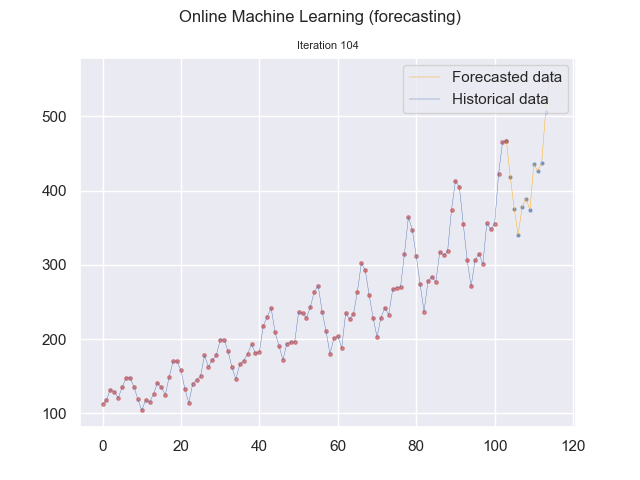 Online Machine Learning (forecasting)
Iteration 104
Forecasted data
Historical data
500
400
300
200
100
0 20 40 60 80 100 120